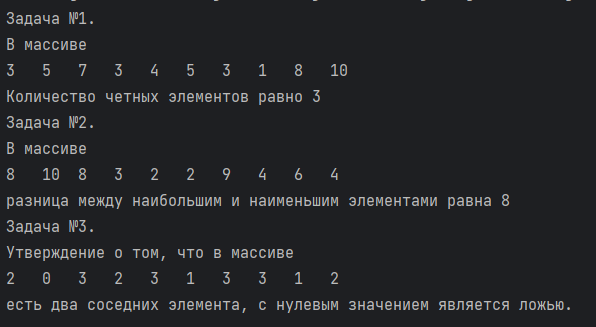 Задача №1.
В массиве
3 5 7 3 4 5 3 1 8 10
Количество четных элементов равно 3
Задача №2.
В массиве
8 10 8 3 2 2 9 4 6 4
разница между наибольшим и наименьшим элементами равна 8
Задача №3.
Утверждение о том, что в массиве
2 0 3 2 3 1 3 3 1 2
есть два соседних элемента, с нулевым значением является ложью.